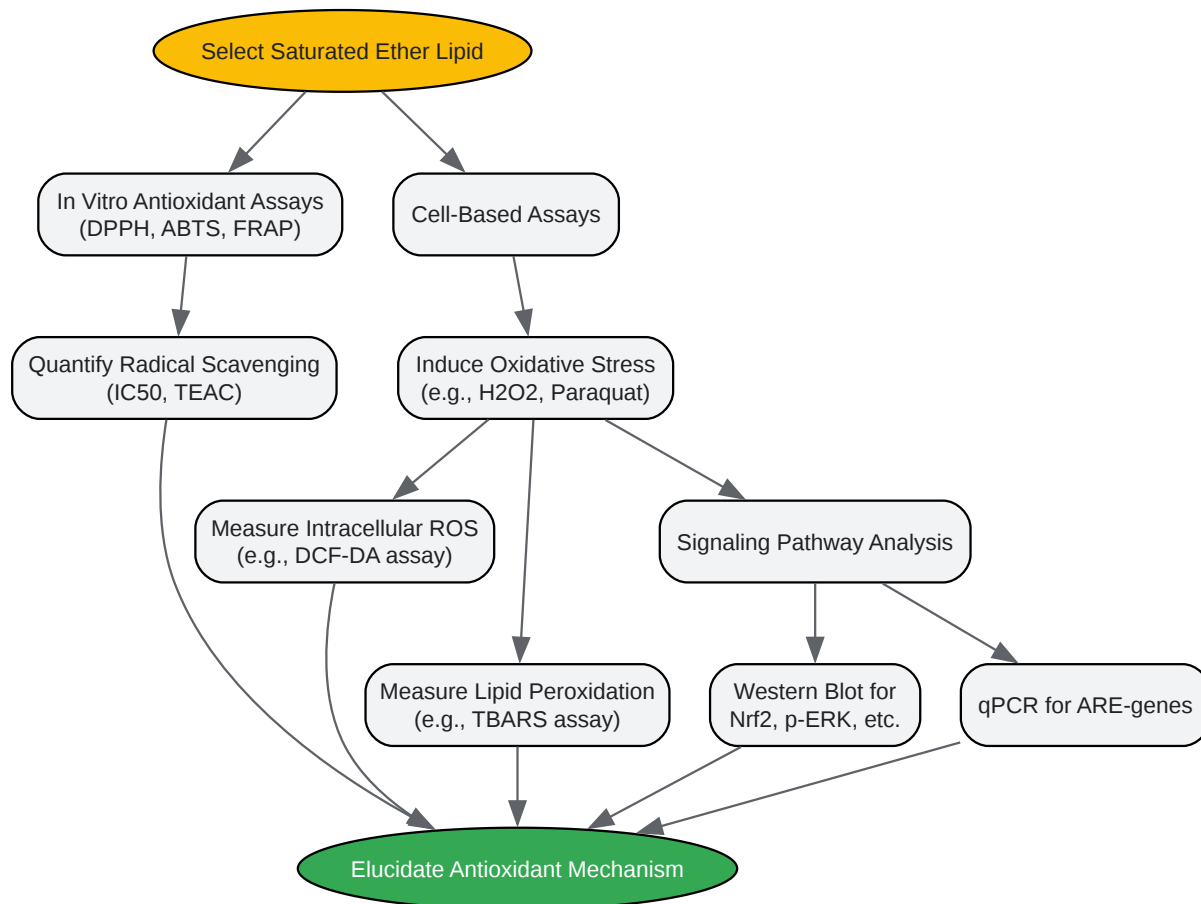 Select Saturated Ether Lipid
In Vitro Antioxidant Assays
(DPPH, ABTS, FRAP)
Cell-Based Assays
Quantify Radical Scavenging
(IC50, TEAC)
Induce Oxidative Stress
(e.g., H2O2, Paraquat)
Measure Intracellular ROS
(e.g., DCF-DA assay)
Signaling Pathway Analysis
Measure Lipid Peroxidation
(e.g., TBARS assay)
Western Blot for
Nrf2, p-ERK, etc.
qPCR for ARE-genes
Elucidate Antioxidant Mechanism